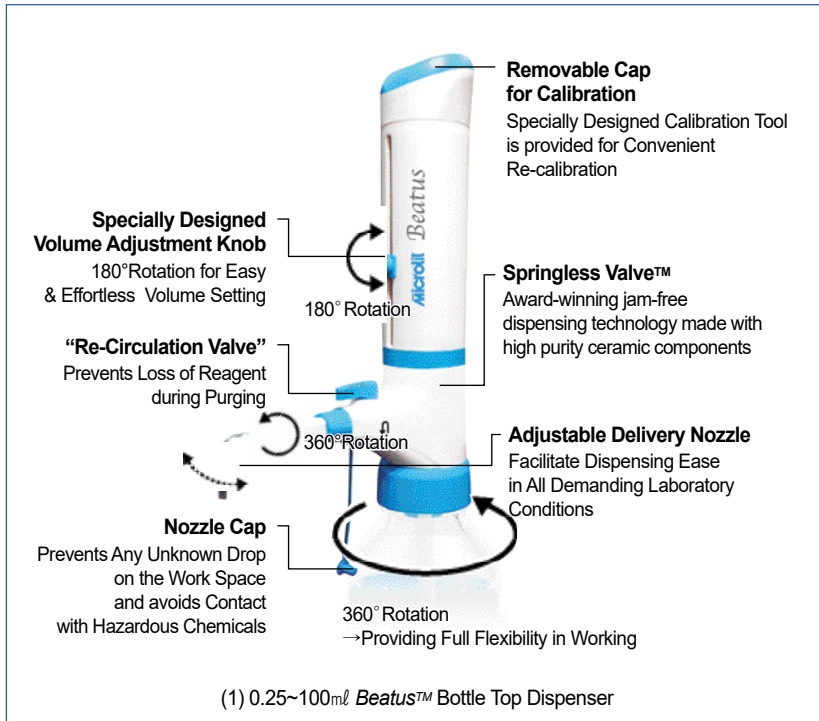 Removable Cap
for Calibration
Specially Designed Calibration Tool
is provided for Convenient
Re-calibration
Specially Designed
Volume Adjustment Knob
180°Rotation for Easy
& Effortless Volume Setting
180° Rotation
Microlit Beatus
Springless Valve™
Award-winning jam-free
dispensing technology made with
high purity ceramic components
“Re-Circulation Valve”
Prevents Loss of Reagent
during Purging
360°Rotation
Adjustable Delivery Nozzle
Facilitate Dispensing Ease
in All Demanding Laboratory
Conditions
Nozzle Cap
Prevents Any Unknown Drop
on the Work Space
and avoids Contact
with Hazardous Chemicals
360° Rotation
→Providing Full Flexibility in Working
(1) 0.25~100㎖ Beatus™ Bottle Top Dispenser